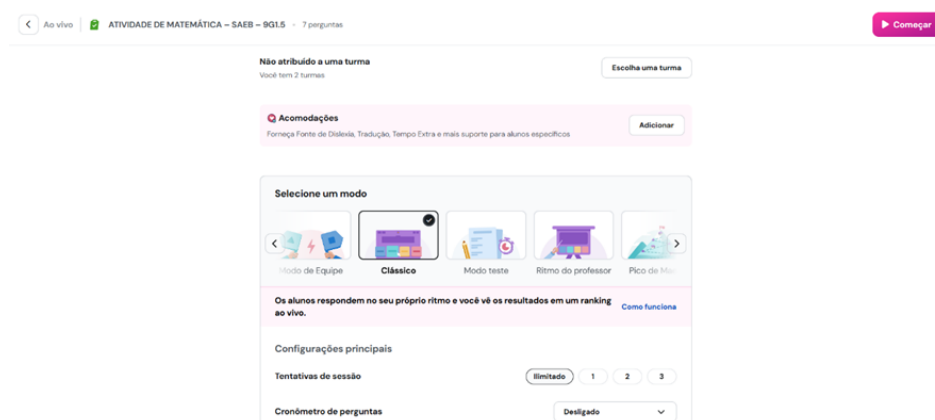 Ao vivo ATIVIDADE DE MATEMÁTICA – SAEB – 9G1.5 • 7 perguntas
Começar
Não atribuído a uma turma
Você tem 2 turmas
Escolha uma turma
Acomodações
Forneça Fonte de Dislexia, Tradução, Tempo Extra e mais suporte para alunos específicos
Adicionar
Selecione um modo
Modo de Equipe
Clássico
Modo teste
Ritmo do professor
Pico de
Os alunos respondem no seu próprio ritmo e você vê os resultados em um ranking
ao vivo.
Como funciona
Configurações principais
Tentativas de sessão
Ilimitado 1 2 3
Cronômetro de perguntas
Desligado